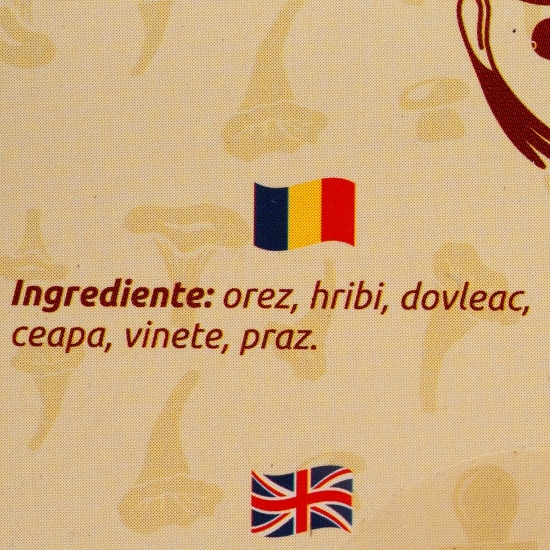 Ingrediente: orez, hribi, dovleac,
ceapa, vinete, praz.